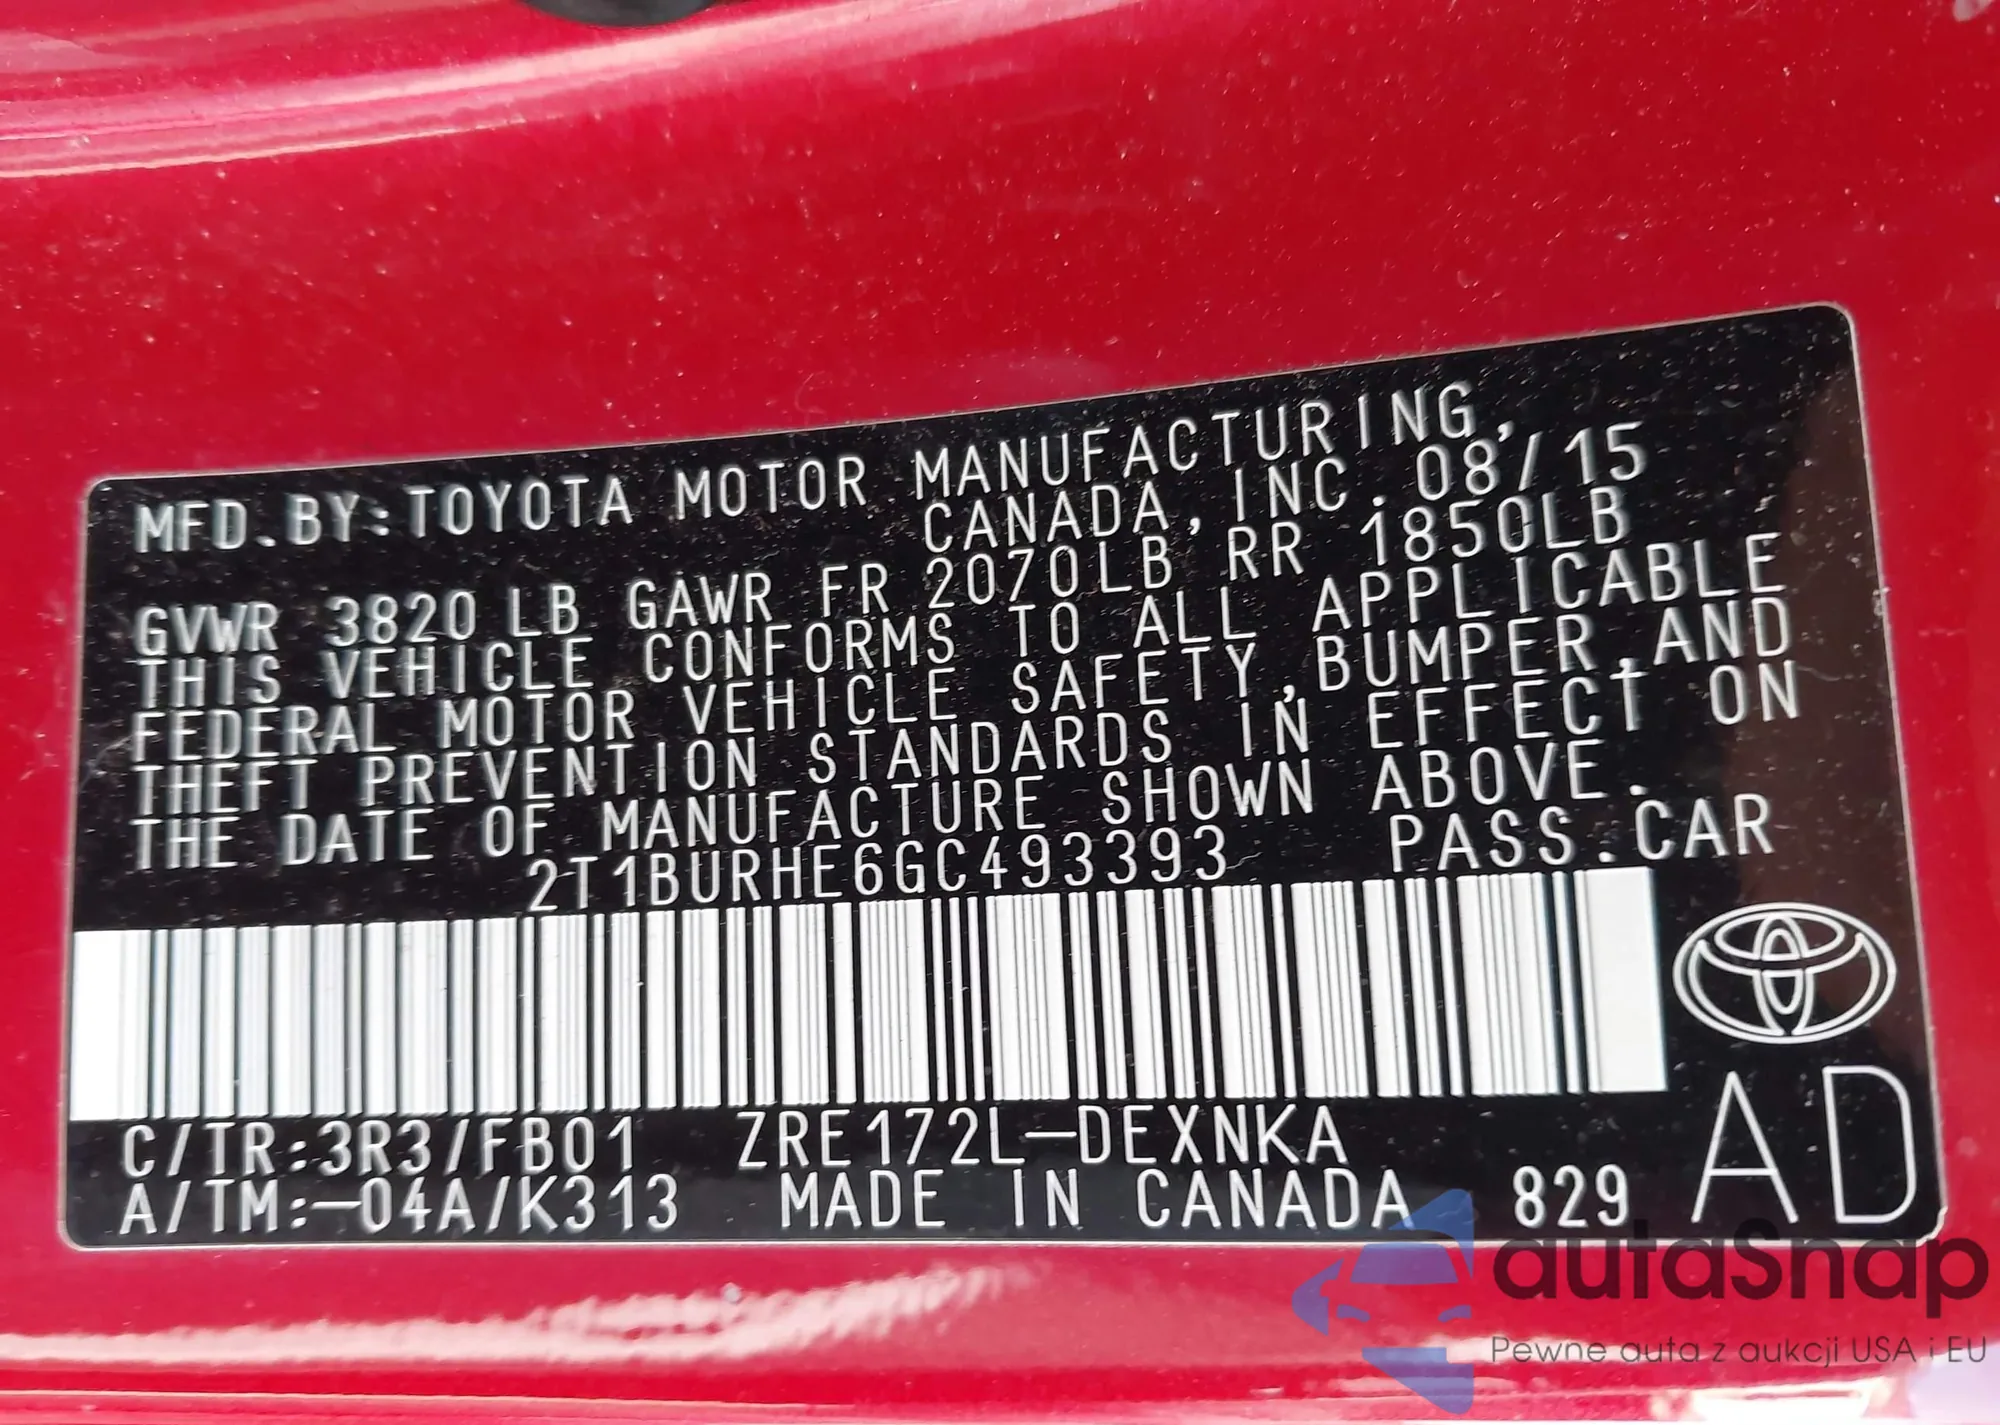 MFD.BY:TOYOTA MOTOR MANUFACTURING,
CANADA,INC.08/15
GVWR 3820 LB GAWR FR 2070LB RR 1850LB
THIS VEHICLE CONFORMS TO ALL APPLICABLE
FEDERAL MOTOR VEHICLE SAFETY,BUMPER,AND
THEFT PREVENTION STANDARDS IN EFFECT ON
THE DATE OF MANUFACTURE SHOWN ABOVE.
2T1BURHE6GC493393 PASS.CAR
C/TR:3R3/FB01 ZRE172L-DEXNKA
A/TM:-04A/K313 MADE IN CANADA 829 AD
autaSnap
Pewne auta z aukcji USA i EU